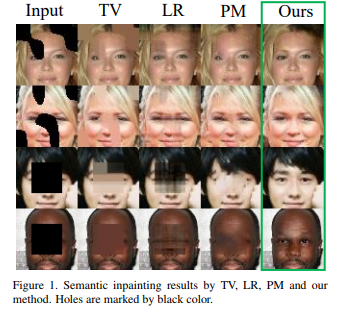 Input TV LR PM Ours
Figure 1. Semantic inpainting results by TV, LR, PM and our
method. Holes are marked by black color.